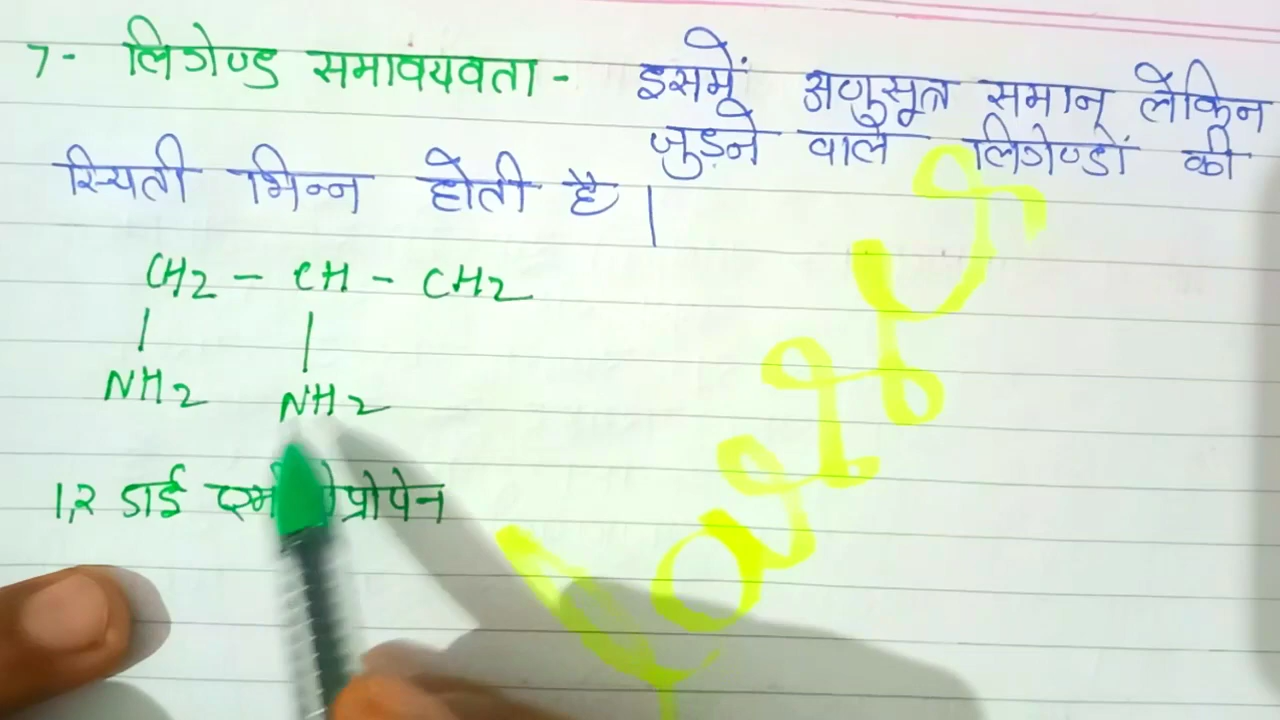 7- लिगेण्ड समावयवता - इसमें अणुसूत्र समान लेकिन
जुड़ने वाले लिगेण्डों की
स्थिती भिन्न होती है |
CH2 - CH - CH2
NH2 NH2
1,2 डाई प्रोपेन